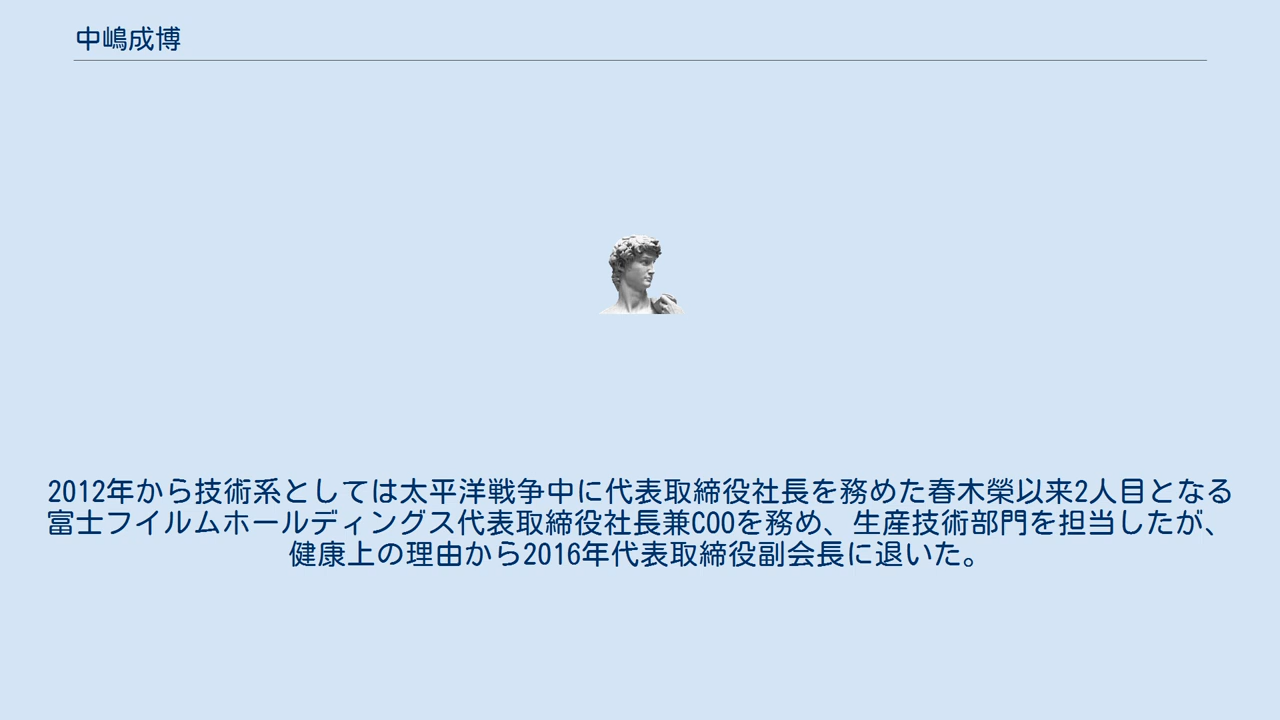 中嶋成博
2012年から技術系としては太平洋戦争中に代表取締役社長を務めた春木榮以来2人目となる
富士フイルムホールディングス代表取締役社長兼COOを務め、生産技術部門を担当したが、
健康上の理由から2016年代表取締役副会長に退いた。